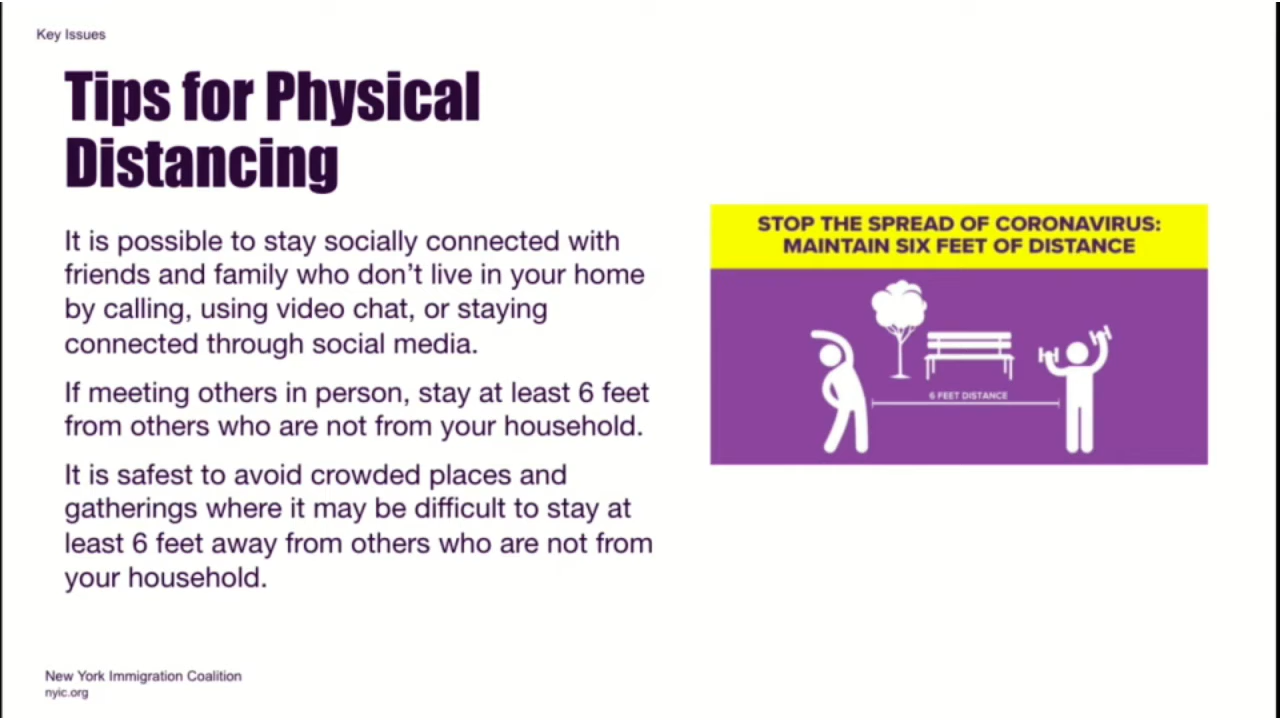 Key Issues
Tips for Physical
Distancing
It is possible to stay socially connected with
friends and family who don’t live in your home
by calling, using video chat, or staying
connected through social media.
If meeting others in person, stay at least 6 feet
from others who are not from your household.
It is safest to avoid crowded places and
gatherings where it may be difficult to stay at
least 6 feet away from others who are not from
your household.
STOP THE SPREAD OF CORONAVIRUS:
MAINTAIN SIX FEET OF DISTANCE
6 FEET DISTANCE
New York Immigration Coalition
nyic.org